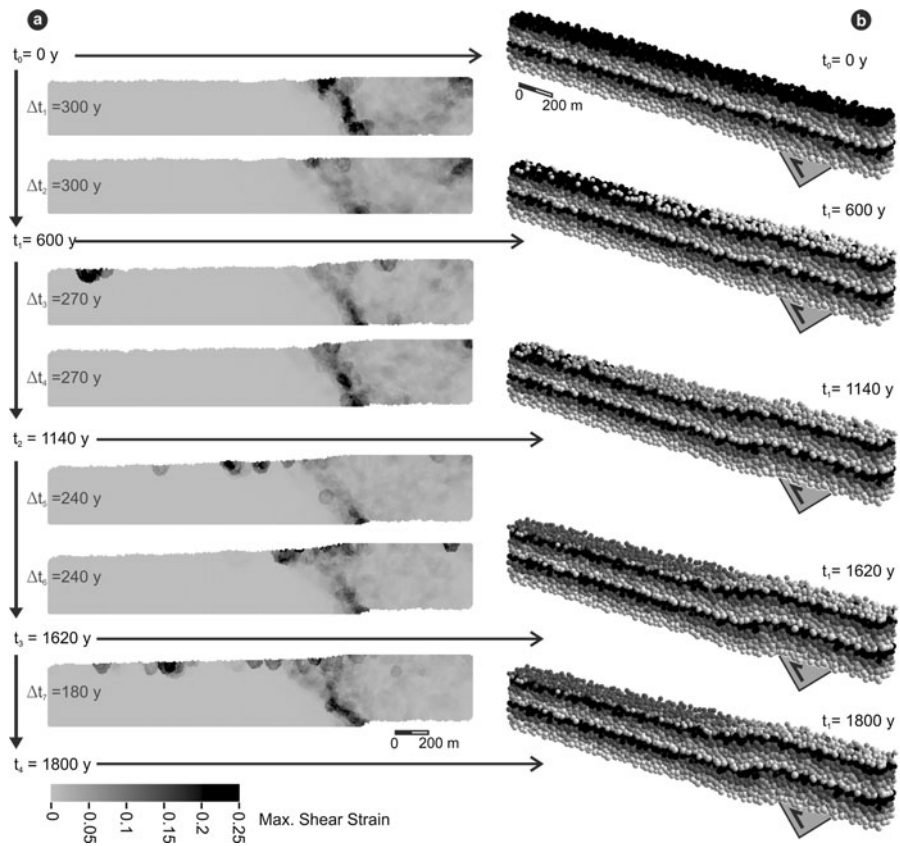 a
b
t₀= 0 y
t₀= 0 y
Δt₁ =300 y
0 200 m
Δt₂ =300 y
t₁= 600 y
t₁= 600 y
Δt₃ =270 y
Δt₄ =270 y
t₁= 1140 y
t₂ = 1140 y
Δt₅ =240 y
Δt₆ =240 y
t₁= 1620 y
t₃ = 1620 y
Δt₇ =180 y
t₁= 1800 y
0 200 m
t₄ = 1800 y
0 0.05 0.1 0.15 0.2 0.25
Max. Shear Strain